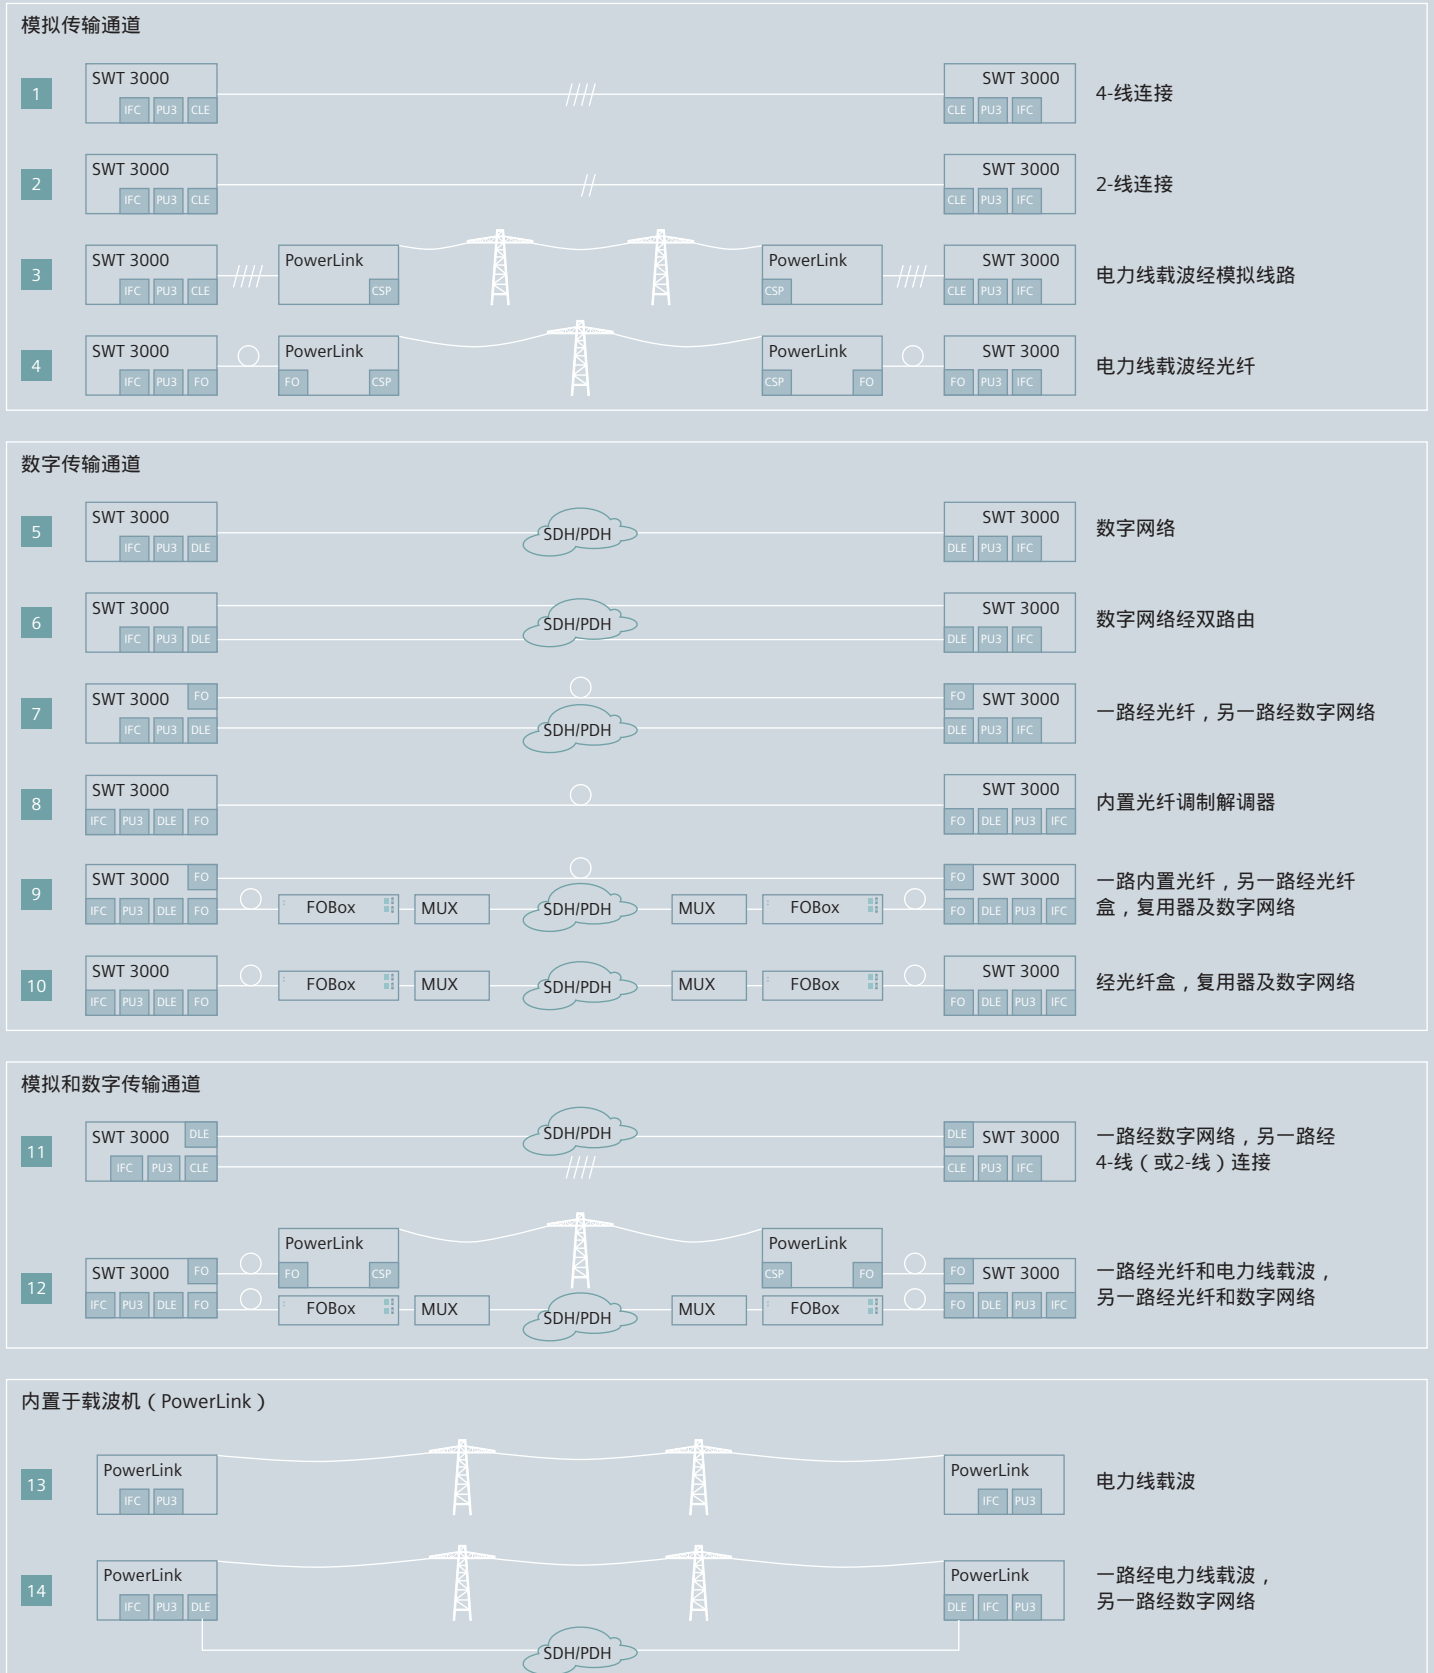 模拟传输通道
1
SWT 3000
IFC PU3 CLE
SWT 3000
CLE PU3 IFC
4-线连接
2
SWT 3000
IFC PU3 CLE
SWT 3000
CLE PU3 IFC
2-线连接
3
SWT 3000
IFC PU3 CLE
PowerLink
CSP
PowerLink
CSP
SWT 3000
CLE PU3 IFC
电力线载波经模拟线路
4
SWT 3000
IFC PU3 FO
PowerLink
FO CSP
PowerLink
CSP FO
SWT 3000
FO PU3 IFC
电力线载波经光纤
数字传输通道
5
SWT 3000
IFC PU3 DLE
SDH/PDH
SWT 3000
DLE PU3 IFC
数字网络
6
SWT 3000
IFC PU3 DLE
SDH/PDH
SWT 3000
DLE PU3 IFC
数字网络经双路由
7
SWT 3000 FO
IFC PU3 DLE
SDH/PDH
FO SWT 3000
DLE PU3 IFC
一路经光纤，另一路经数字网络
8
SWT 3000
IFC PU3 DLE FO
SWT 3000
FO DLE PU3 IFC
内置光纤调制解调器
9
SWT 3000 FO
IFC PU3 DLE FO
FOBox
MUX
SDH/PDH
MUX
FOBox
FO SWT 3000
FO DLE PU3 IFC
一路内置光纤，另一路经光纤
盒，复用器及数字网络
10
SWT 3000
IFC PU3 DLE FO
FOBox
MUX
SDH/PDH
MUX
FOBox
SWT 3000
FO DLE PU3 IFC
经光纤盒，复用器及数字网络
模拟和数字传输通道
11
SWT 3000 DLE
IFC PU3 CLE
SDH/PDH
DLE SWT 3000
CLE PU3 IFC
一路经数字网络，另一路经
4-线（或2-线）连接
12
SWT 3000 FO
IFC PU3 DLE FO
PowerLink
FO CSP
FOBox
MUX
SDH/PDH
MUX
PowerLink
CSP FO
FOBox
FO SWT 3000
FO DLE PU3 IFC
一路经光纤和电力线载波，
另一路经光纤和数字网络
内置于载波机（PowerLink）
13
PowerLink
IFC PU3
PowerLink
IFC PU3
电力线载波
14
PowerLink
IFC PU3 DLE
SDH/PDH
PowerLink
DLE IFC PU3
一路经电力线载波，
另一路经数字网络